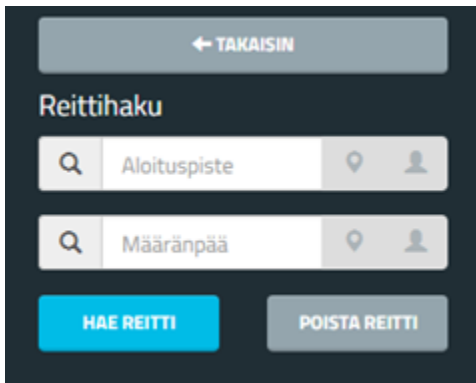 TAKAISIN
Reittihaku
Aloituspiste
Määränpää
HAE REITTI
POISTA REITTI